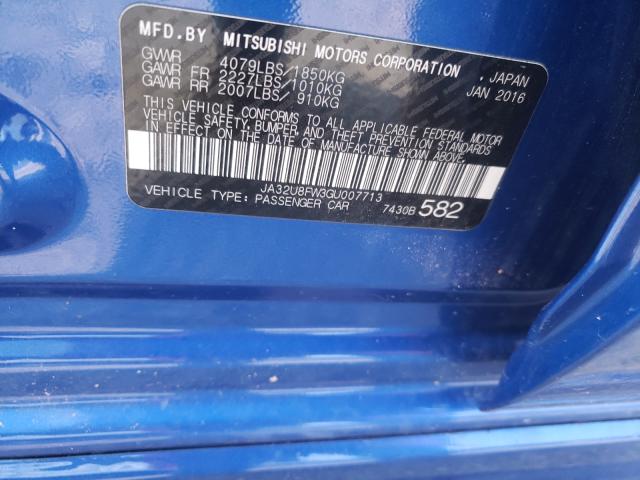 MFD.BY MITSUBISHI MOTORS CORPORATION , JAPAN
GVWR 4079LBS/1850KG JAN 2016
GAWR FR 2227LBS/1010KG
GAWR RR 2007LBS/ 910KG
THIS VEHICLE CONFORMS TO ALL APPLICABLE FEDERAL MOTOR
VEHICLE SAFETY, BUMPER, AND THEFT PREVENTION STANDARDS
IN EFFECT ON THE DATE OF MANUFACTURE SHOWN ABOVE.
JA32U8FW3GU007713
VEHICLE TYPE: PASSENGER CAR 7430B 582